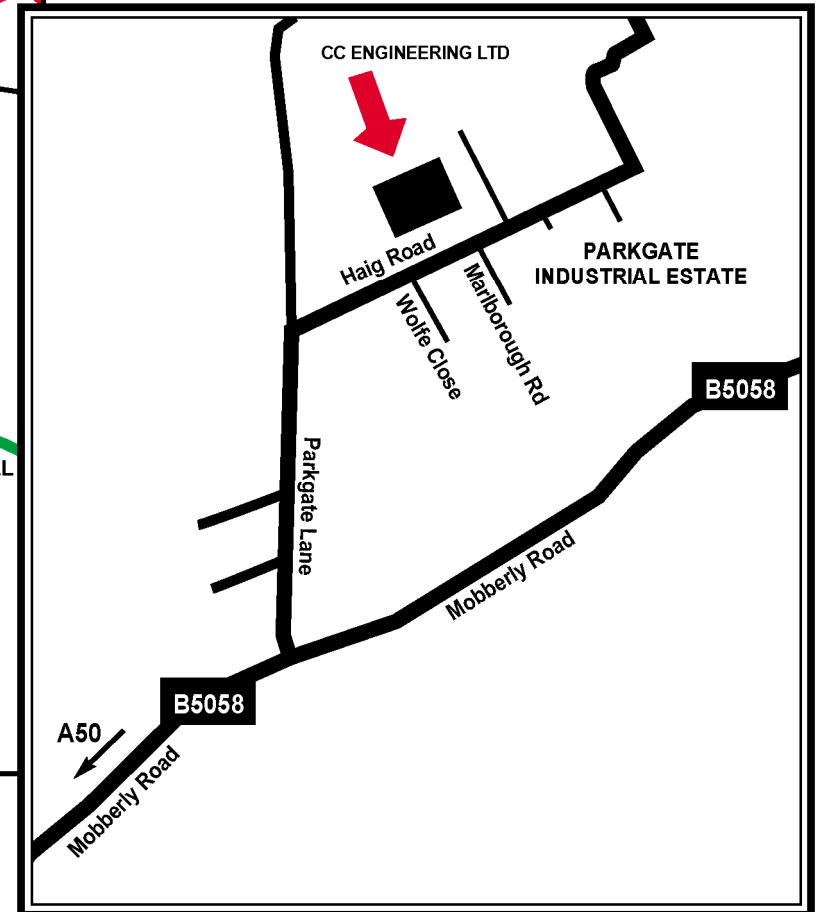 CC ENGINEERING LTD
Haig Road
PARKGATE
INDUSTRIAL ESTATE
Marlborough Rd
Wolfe Close
B5058
Parkgate Lane
Mobberly Road
B5058
A50
Mobberly Road